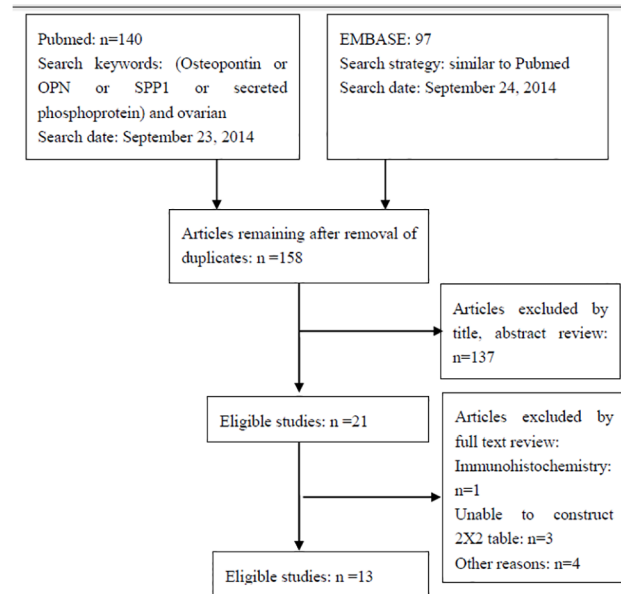 Pubmed: n=140
Search keywords: (Osteopontin or
OPN or SPP1 or secreted
phosphoprotein) and ovarian
Search date: September 23, 2014
EMBASE: 97
Search strategy: similar to Pubmed
Search date: September 24, 2014
Articles remaining after removal of
duplicates: n =158
Articles excluded by
title, abstract review:
n=137
Eligible studies: n =21
Articles excluded by
full text review:
Immunohistochemistry:
n=1
Unable to construct
2X2 table: n=3
Other reasons: n=4
Eligible studies: n =13